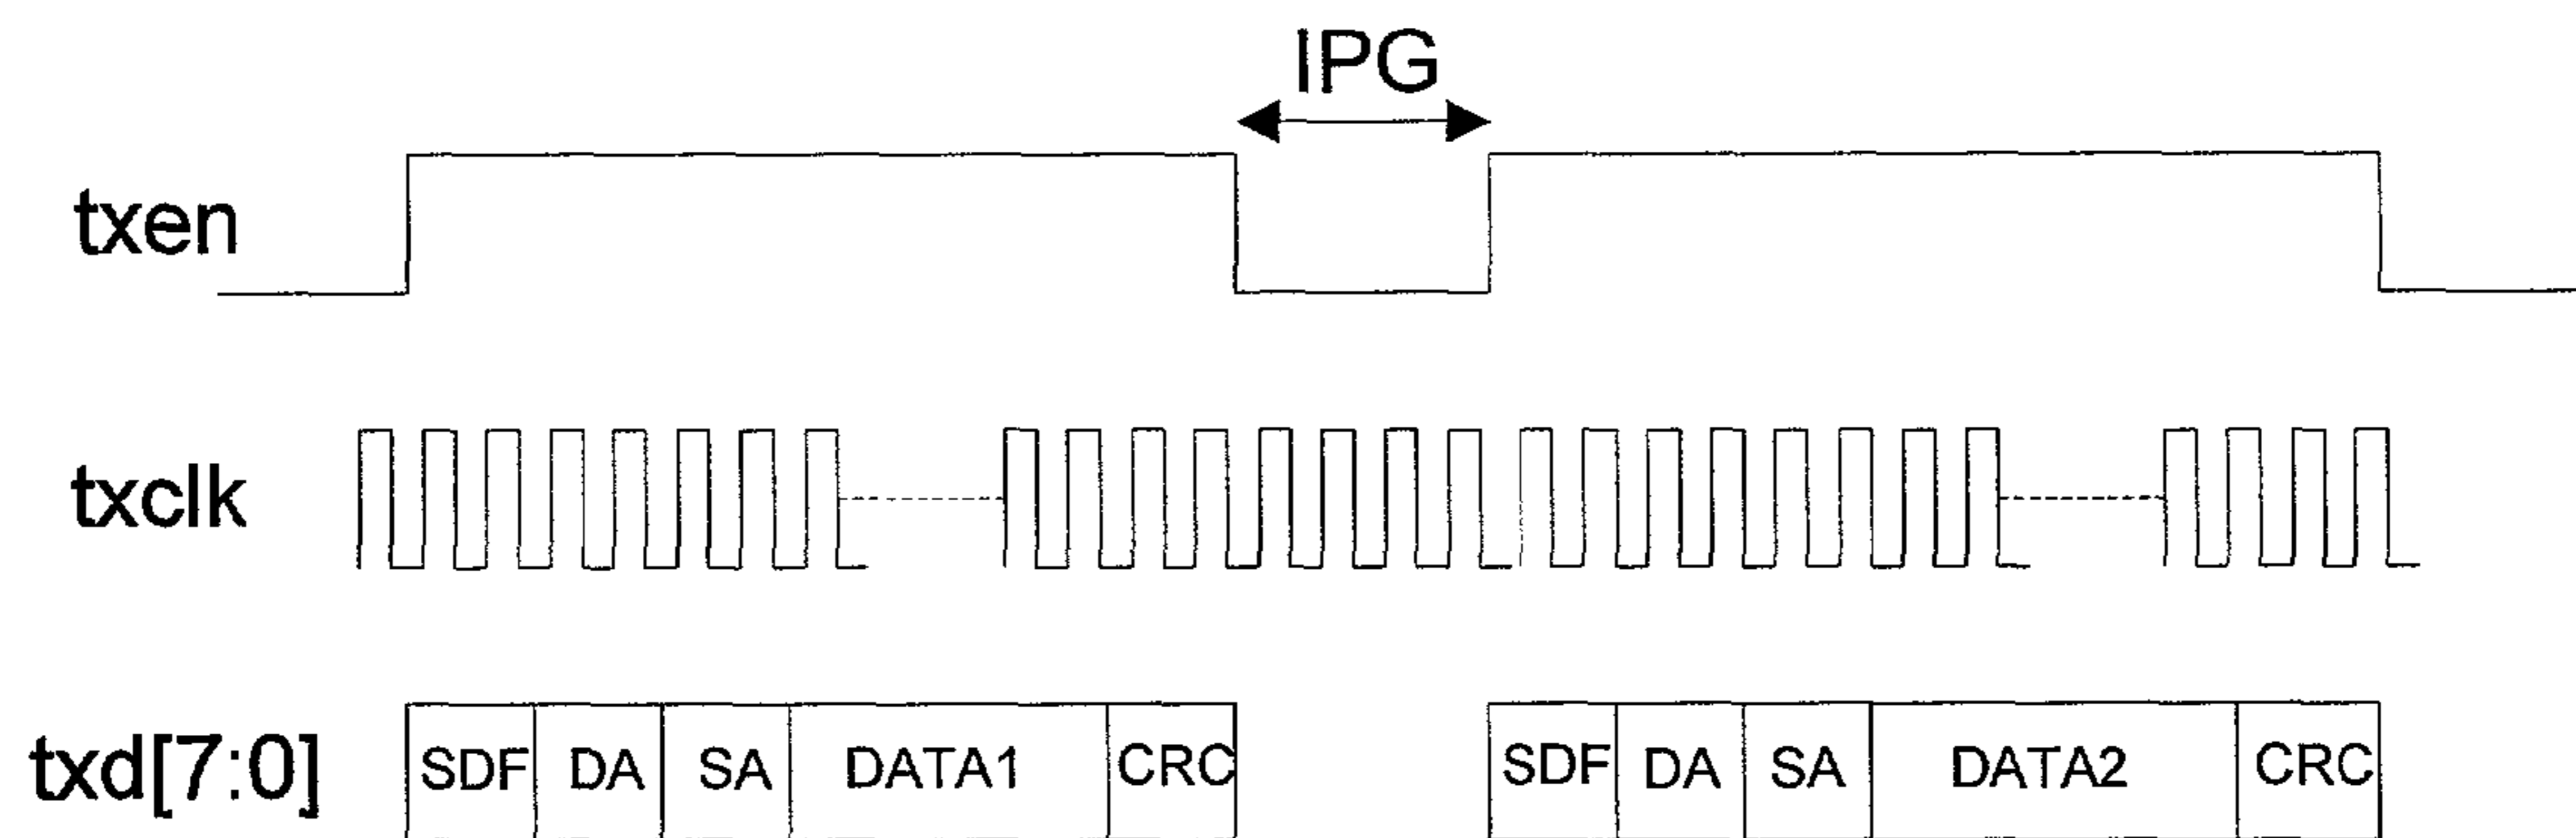 IPG
txen
txclk
txd[7:0] SDF DA SA DATA1 CRC SDF DA SA DATA2 CRC